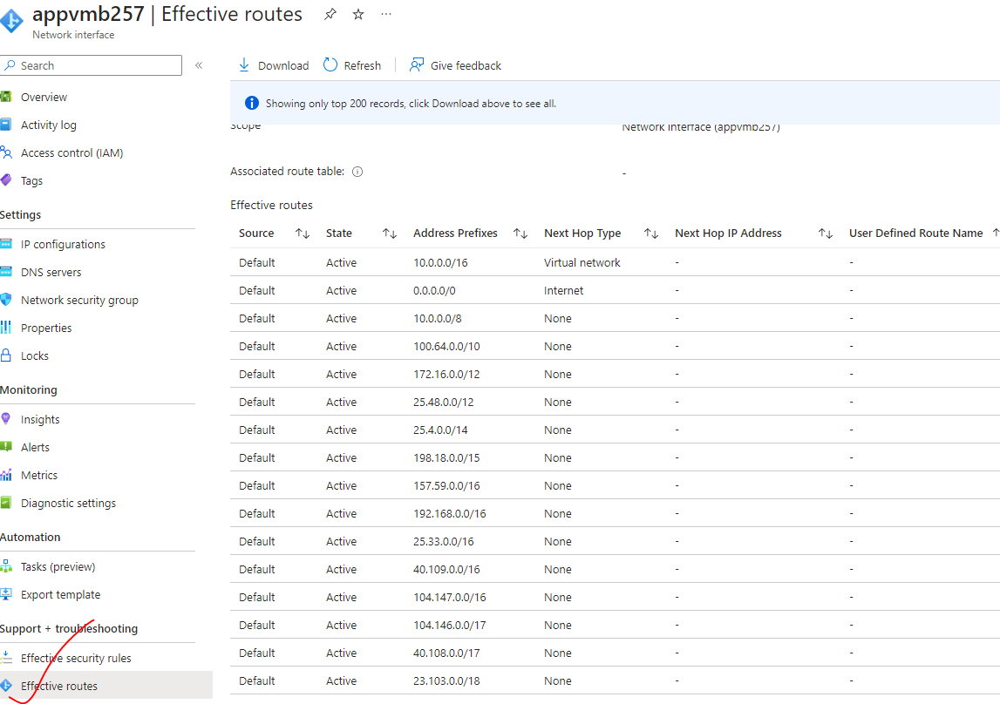 appvmb257 | Effective routes
Network interface
Search
«
Overview
Activity log
Access control (IAM)
Tags
Settings
IP configurations
DNS servers
Network security group
Properties
Locks
Monitoring
Insights
Alerts
Metrics
Diagnostic settings
Automation
Tasks (preview)
Export template
Support + troubleshooting
Effective security rules
Effective routes
Download Refresh Give feedback
Showing only top 200 records, click Download above to see all.
Scope Network interface (appvmb257)
Associated route table: -
Effective routes
Source State Address Prefixes Next Hop Type Next Hop IP Address User Defined Route Name
Default Active 10.0.0.0/16 Virtual network - -
Default Active 0.0.0.0/0 Internet - -
Default Active 10.0.0.0/8 None - -
Default Active 100.64.0.0/10 None - -
Default Active 172.16.0.0/12 None - -
Default Active 25.48.0.0/12 None - -
Default Active 25.4.0.0/14 None - -
Default Active 198.18.0.0/15 None - -
Default Active 157.59.0.0/16 None - -
Default Active 192.168.0.0/16 None - -
Default Active 25.33.0.0/16 None - -
Default Active 40.109.0.0/16 None - -
Default Active 104.147.0.0/16 None - -
Default Active 104.146.0.0/17 None - -
Default Active 40.108.0.0/17 None - -
Default Active 23.103.0.0/18 None - -